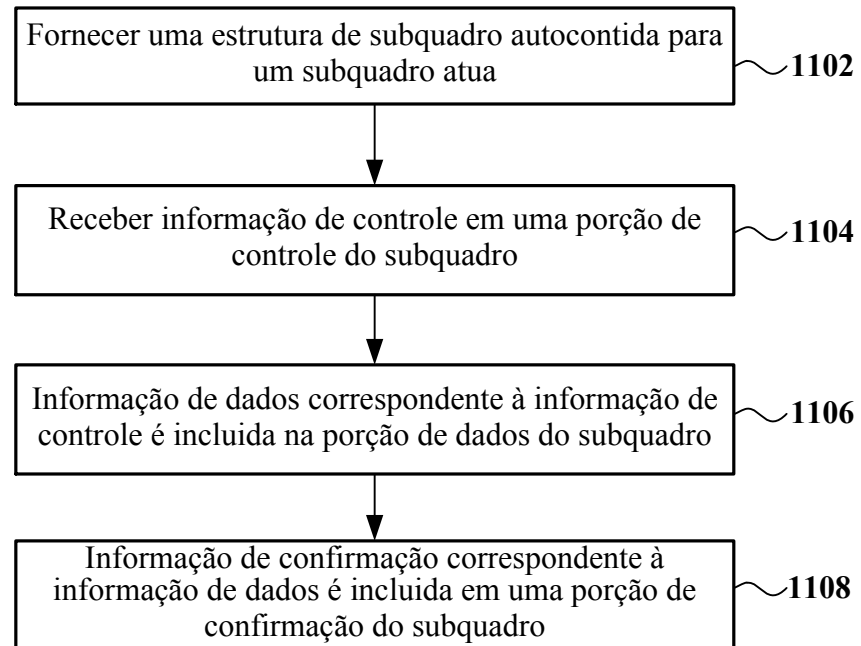 Fornecer uma estrutura de subquadro autocontida para
um subquadro atua
1102
Receber informação de controle em uma porção de
controle do subquadro
1104
Informação de dados correspondente à informação de
controle é incluida na porção de dados do subquadro
1106
Informação de confirmação correspondente à
informação de dados é incluida em uma porção de
confirmação do subquadro
1108